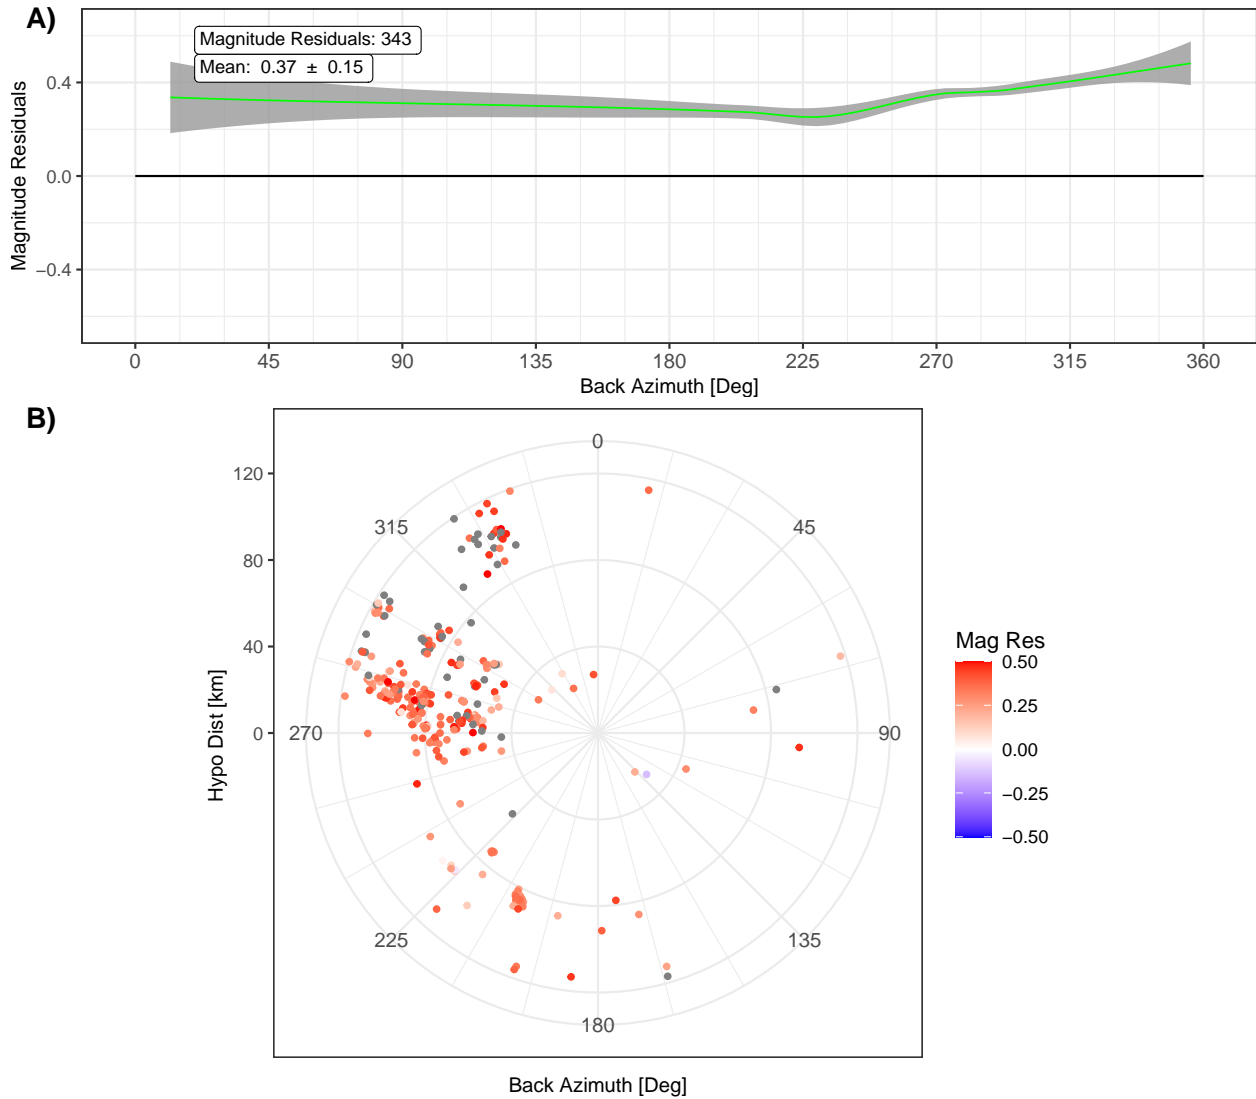 A)
Magnitude Residuals: 343
Mean: 0.37 ± 0.15
Magnitude Residuals
0.4
0.0
−0.4
0 45 90 135 180 225 270 315 360
Back Azimuth [Deg]
B)
Hypo Dist [km]
120
80
40
0
0
45
90
135
180
225
270
315
Back Azimuth [Deg]
Mag Res
0.50
0.25
0.00
−0.25
−0.50